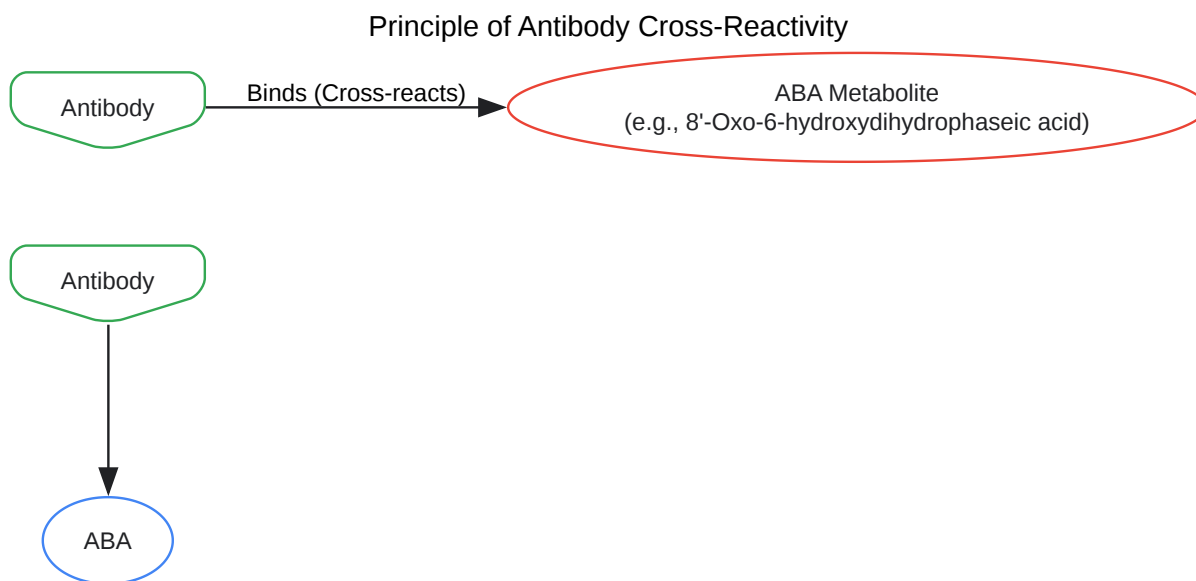 Principle of Antibody Cross-Reactivity
Antibody
Binds (Cross-reacts)
ABA Metabolite
(e.g., 8'-Oxo-6-hydroxydihydrophaseic acid)
Antibody
ABA